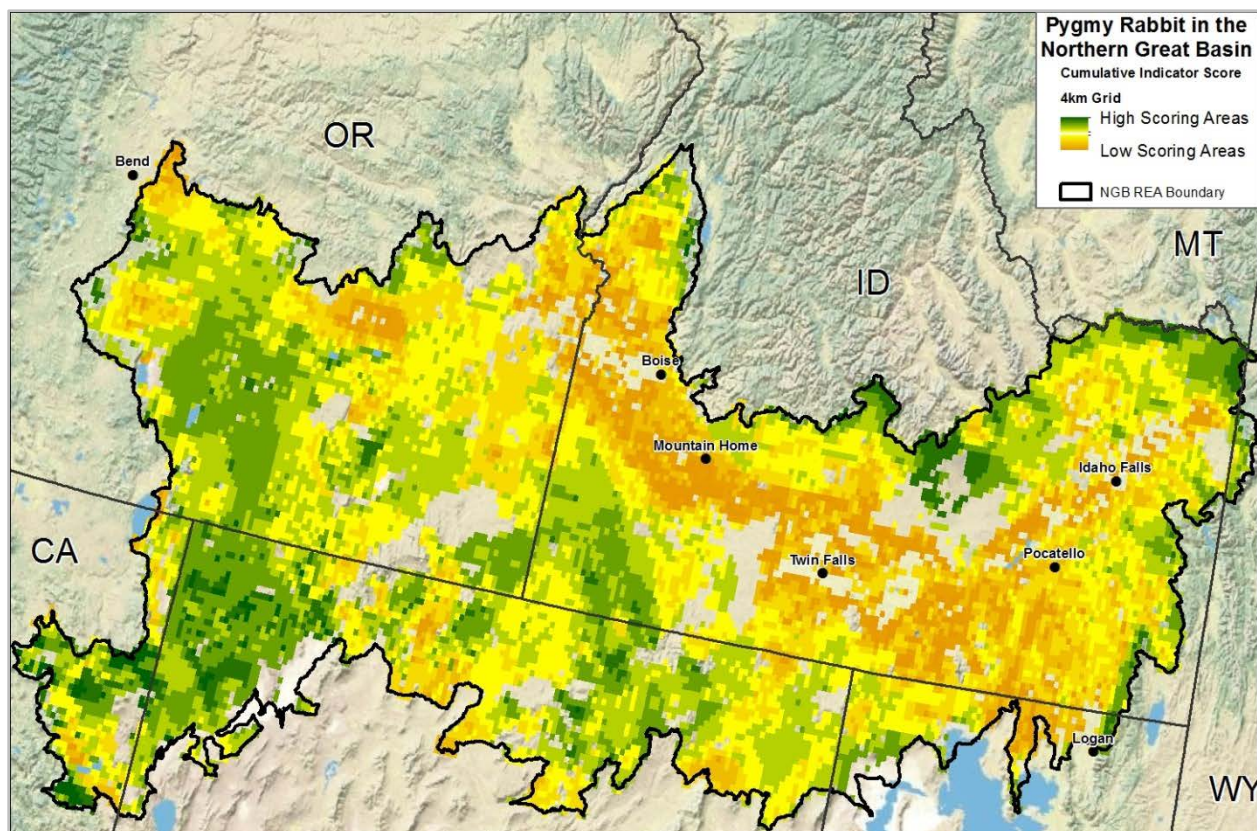 Pygmy Rabbit in the
Northern Great Basin
Cumulative Indicator Score
4km Grid
High Scoring Areas
Low Scoring Areas
NGB REA Boundary
OR
Bend
MT
ID
Boise
Mountain Home
Idaho Falls
CA
Twin Falls
Pocatello
Logan
WY